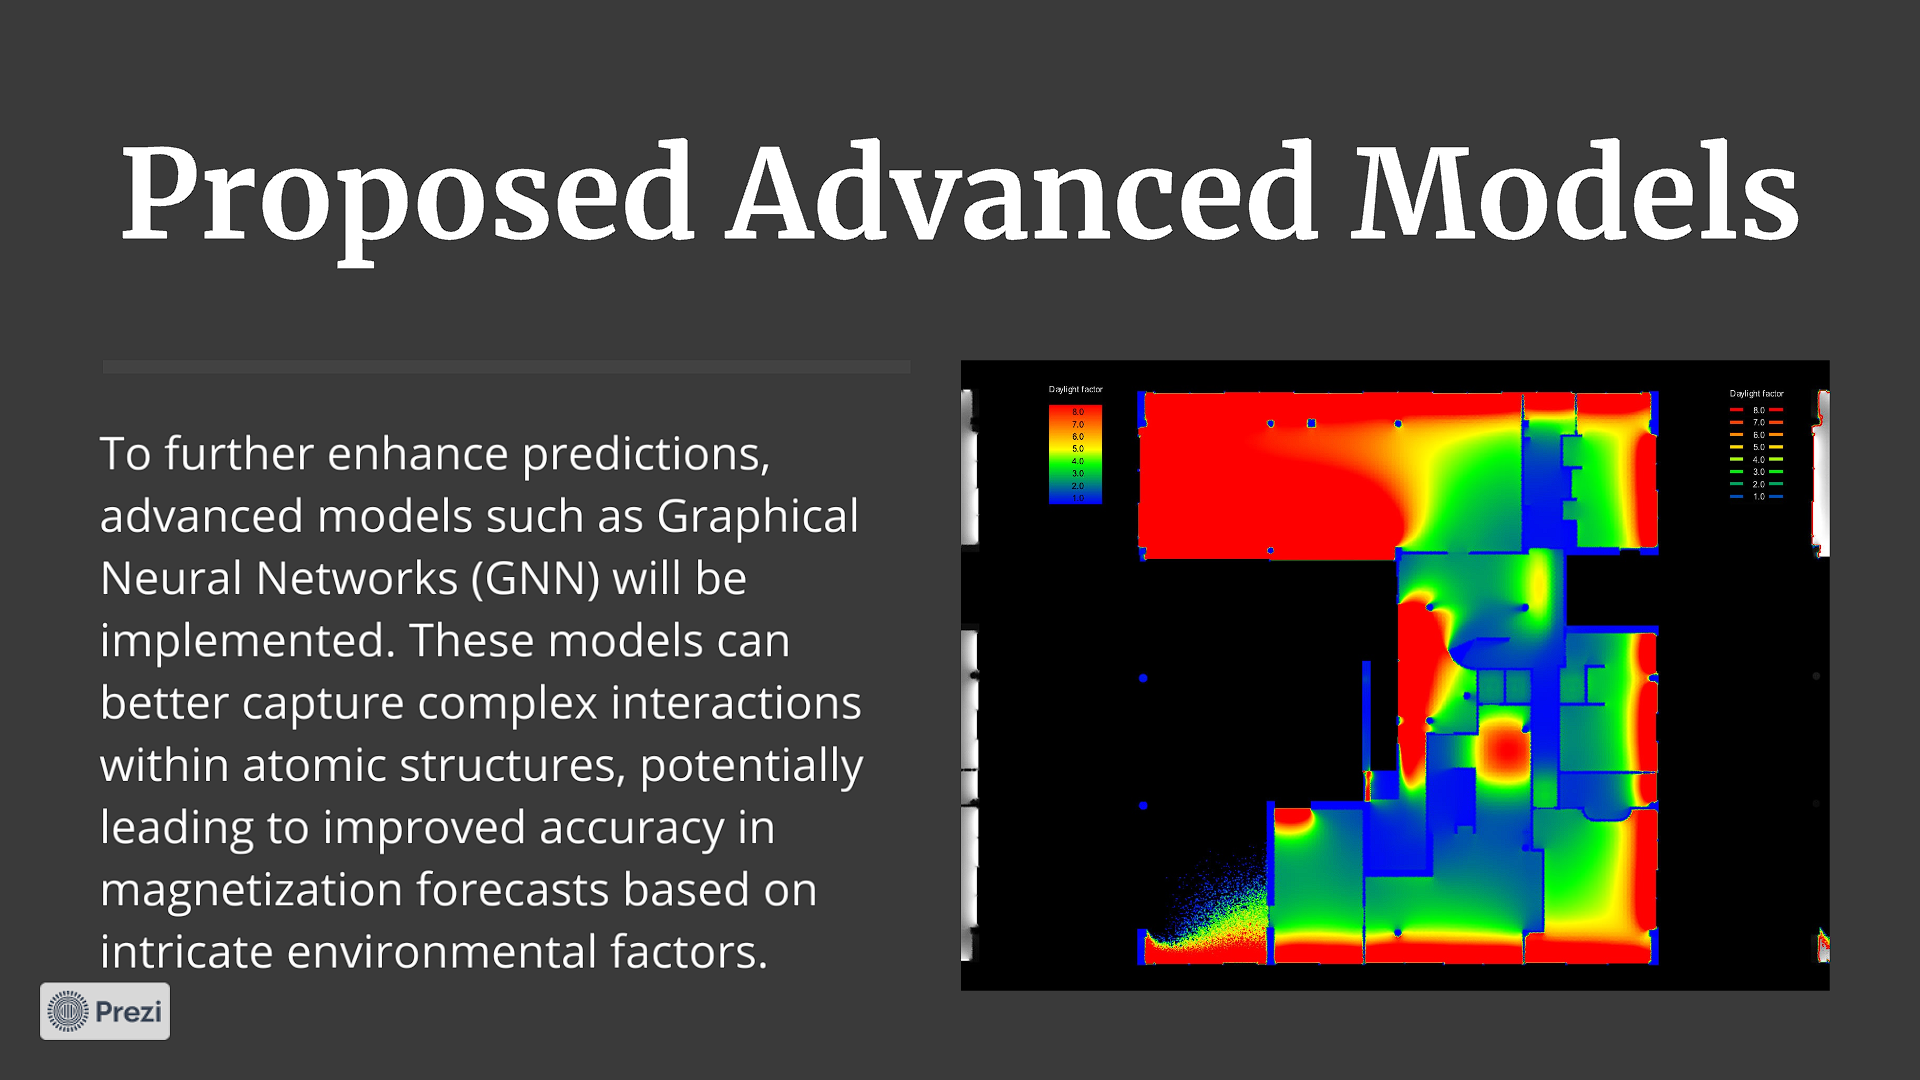 Proposed Advanced Models
To further enhance predictions,
advanced models such as Graphical
Neural Networks (GNN) will be
implemented. These models can
better capture complex interactions
within atomic structures, potentially
leading to improved accuracy in
magnetization forecasts based on
intricate environmental factors.
Daylight factor
8.0
7.0
6.0
5.0
4.0
3.0
2.0
1.0
Daylight factor
8.0
7.0
6.0
5.0
4.0
3.0
2.0
1.0
Prezi